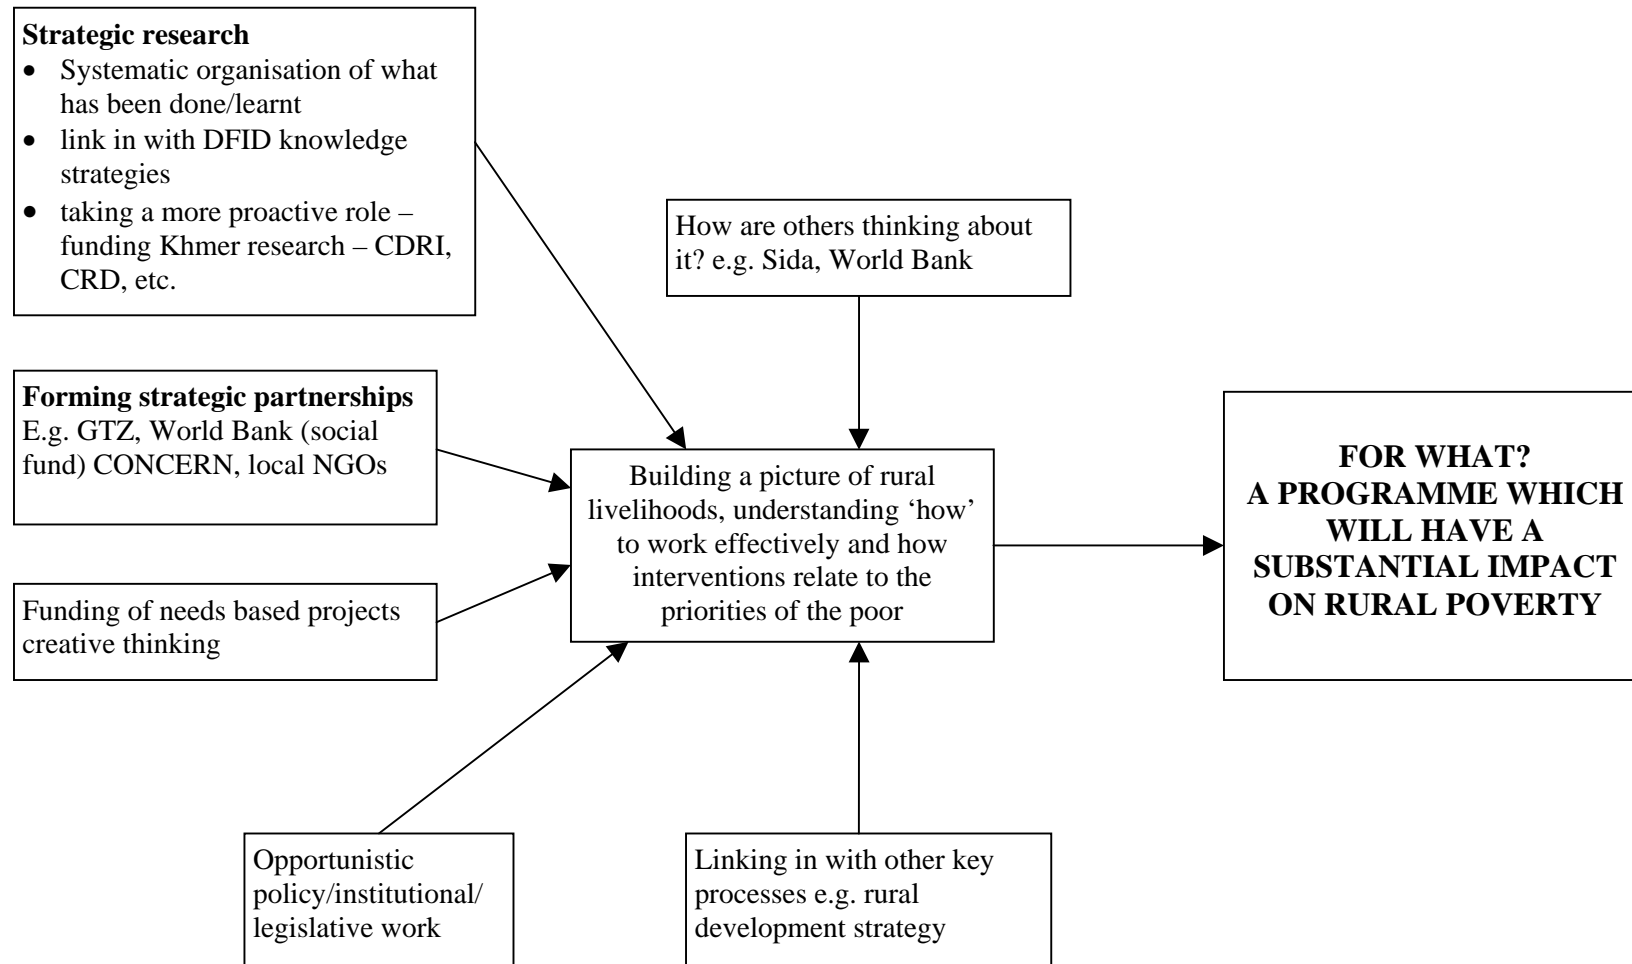 Strategic research
• Systematic organisation of what
has been done/learnt
• link in with DFID knowledge
strategies
• taking a more proactive role –
funding Khmer research – CDRI,
CRD, etc.
How are others thinking about
it? e.g. Sida, World Bank
Forming strategic partnerships
E.g. GTZ, World Bank (social
fund) CONCERN, local NGOs
Building a picture of rural
livelihoods, understanding ‘how’
to work effectively and how
interventions relate to the
priorities of the poor
FOR WHAT?
A PROGRAMME WHICH
WILL HAVE A
SUBSTANTIAL IMPACT
ON RURAL POVERTY
Funding of needs based projects
creative thinking
Opportunistic
policy/institutional/
legislative work
Linking in with other key
processes e.g. rural
development strategy